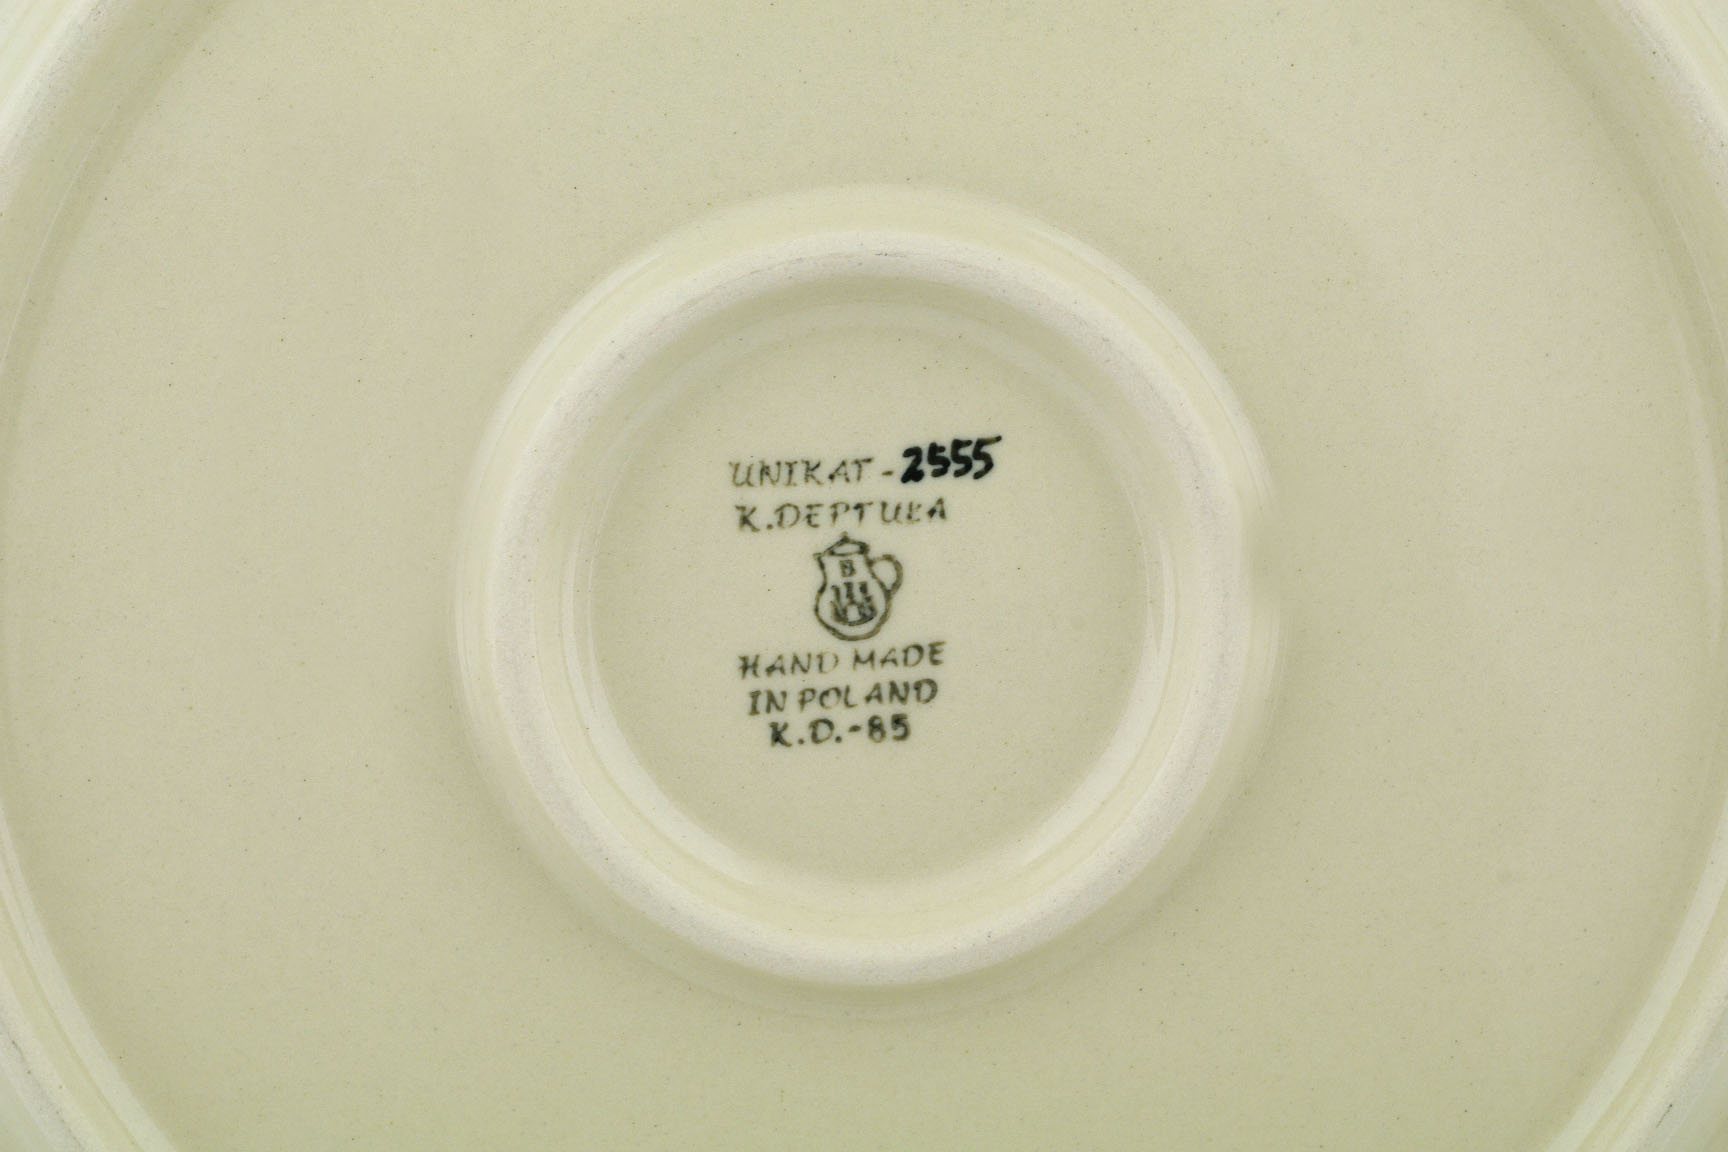 UNIKAT - 2555
K.DEPTUŁA
B
HAND MADE
IN POLAND
K.D.-85